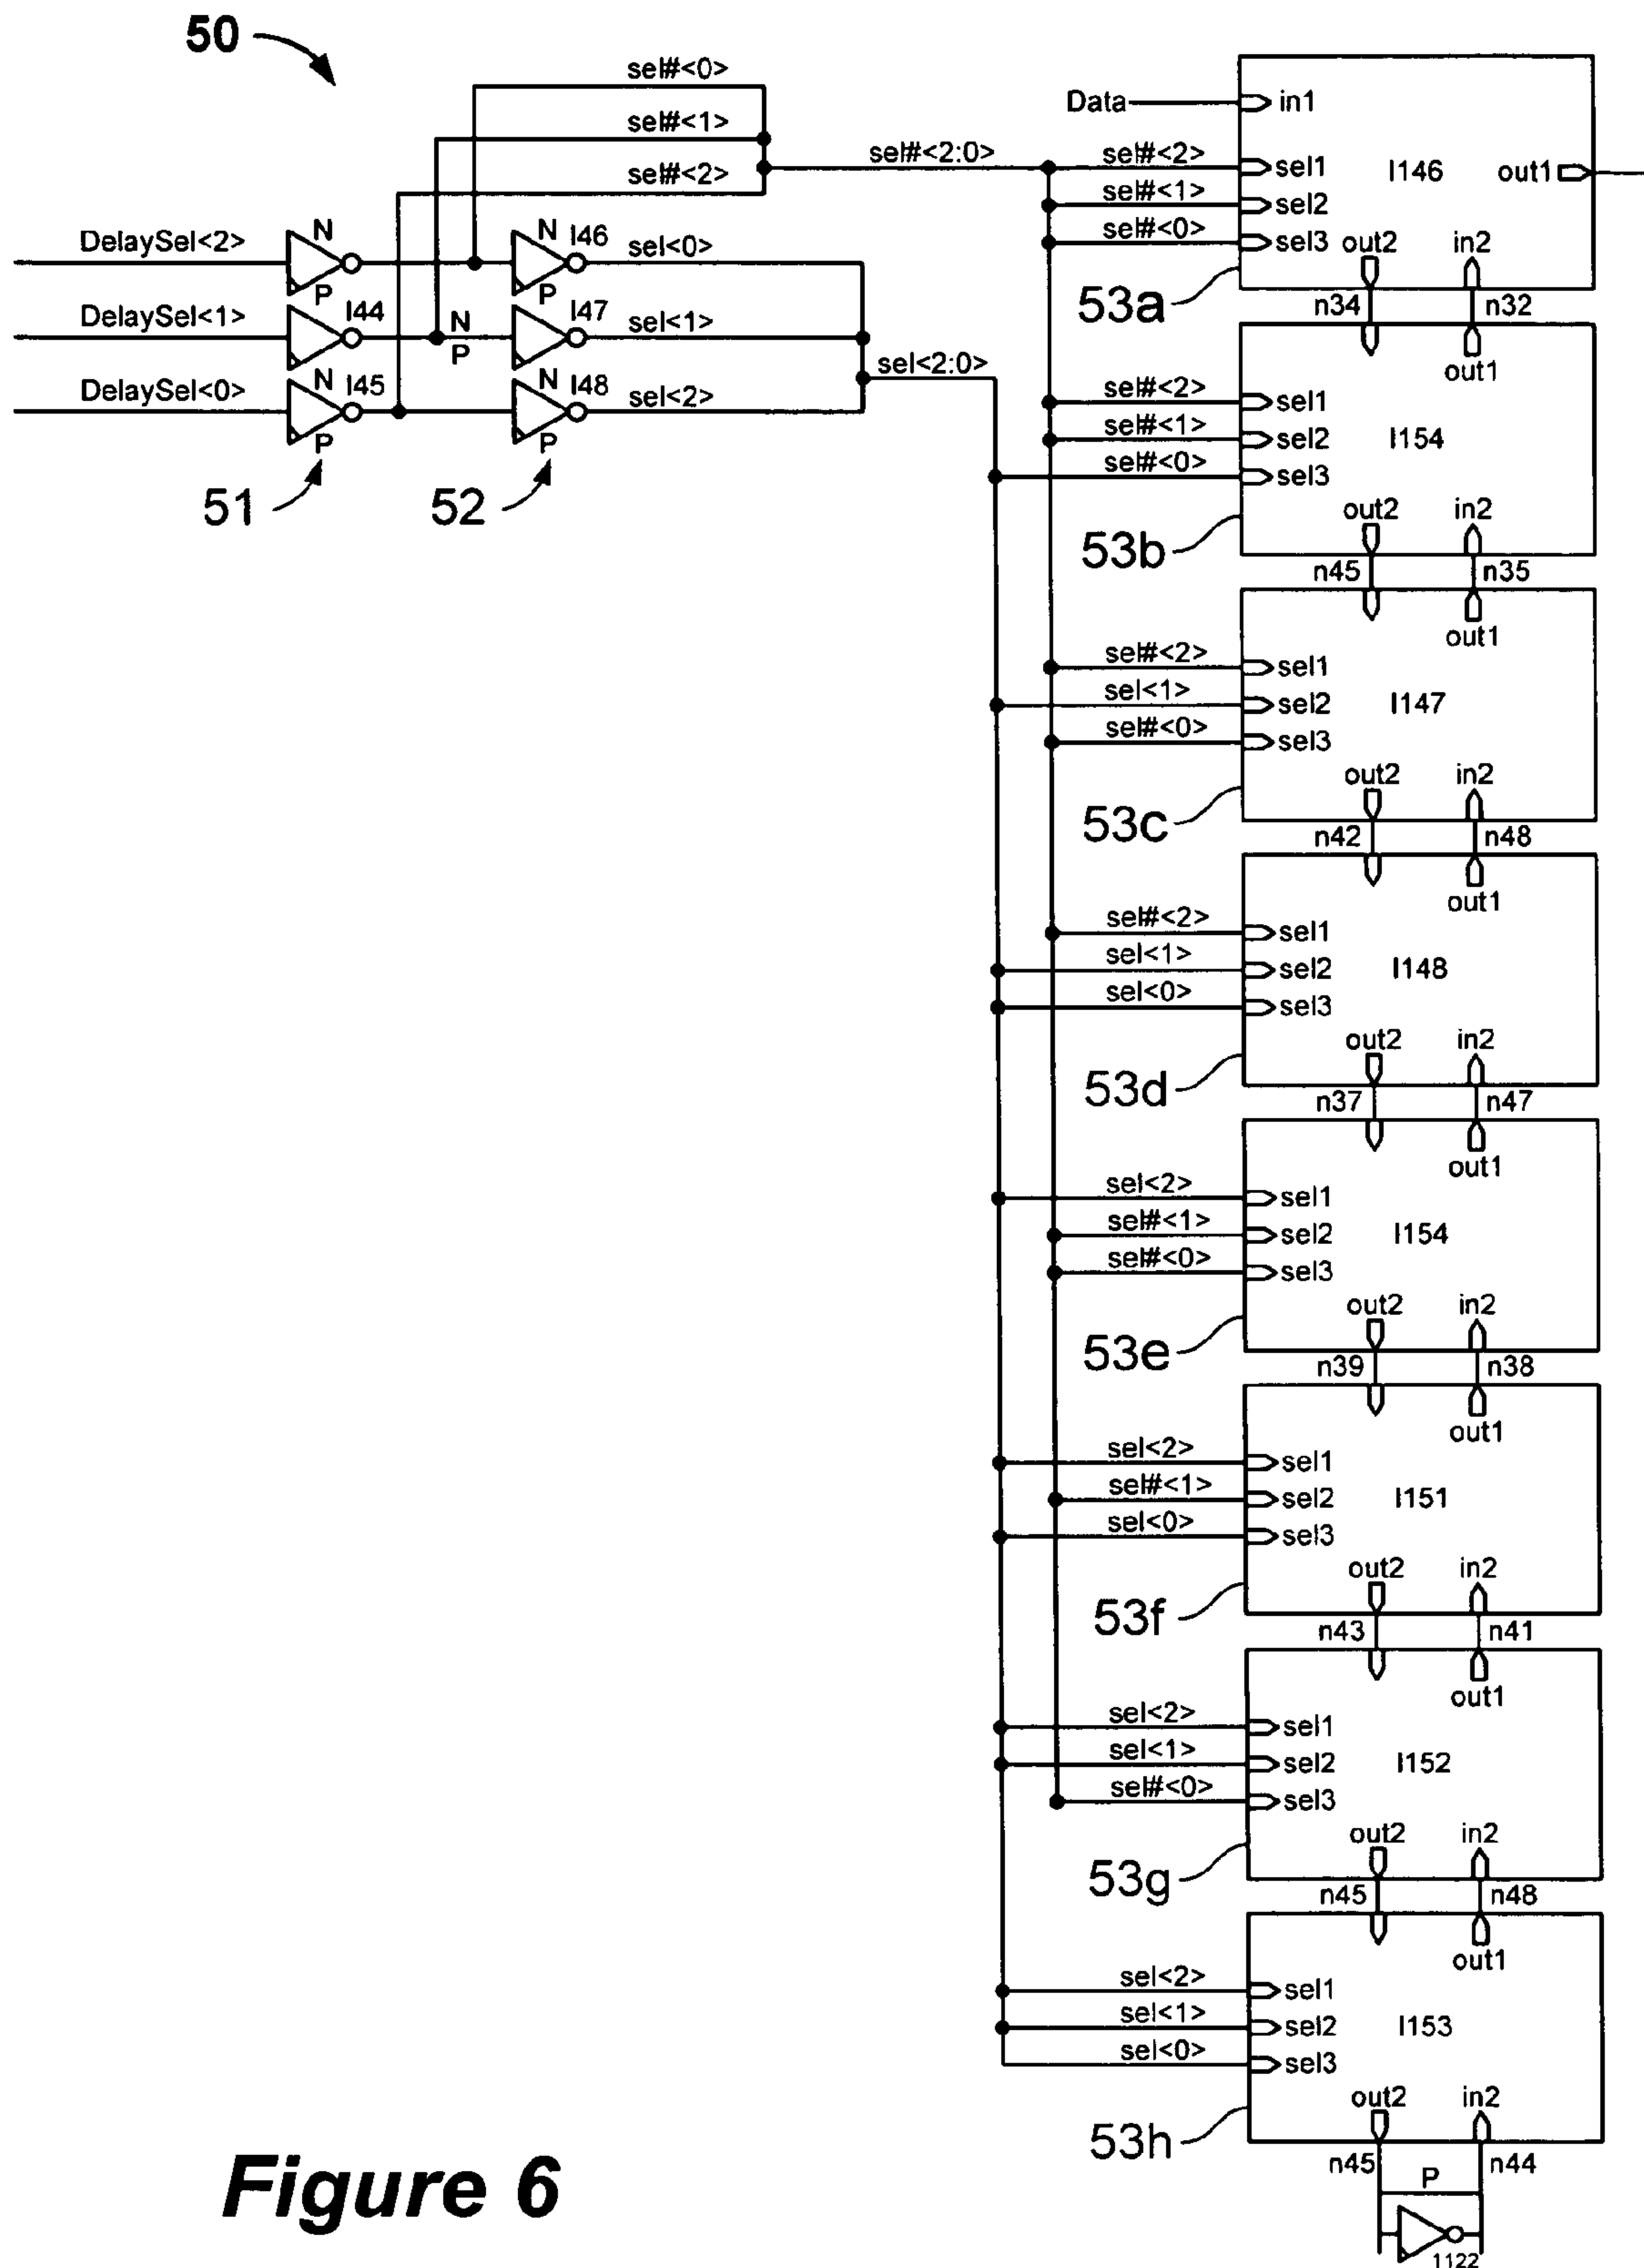 50
sel#<0>
sel#<1>
sel#<2>
sel#<2:0>
DelaySel<2>
N
P
N
I46
P
sel<0>
DelaySel<1>
I44
N
P
I47
sel<1>
DelaySel<0>
N
I45
P
N
I48
P
sel<2>
sel<2:0>
51
52
Data
in1
sel#<2>
sel1
sel#<1>
sel2
sel#<0>
sel3
I146
out1
out2
in2
53a
n34
n32
out1
sel#<2>
sel1
sel#<1>
sel2
sel#<0>
sel3
I154
out2
in2
53b
n45
n35
out1
sel#<2>
sel1
sel<1>
sel2
sel#<0>
sel3
I147
out2
in2
53c
n42
n48
out1
sel#<2>
sel1
sel<1>
sel2
sel<0>
sel3
I148
out2
in2
53d
n37
n47
out1
sel<2>
sel1
sel#<1>
sel2
sel#<0>
sel3
I154
out2
in2
53e
n39
n38
out1
sel<2>
sel1
sel#<1>
sel2
sel<0>
sel3
I151
out2
in2
53f
n43
n41
out1
sel<2>
sel1
sel<1>
sel2
sel#<0>
sel3
I152
out2
in2
53g
n45
n48
out1
sel<2>
sel1
sel<1>
sel2
sel<0>
sel3
I153
out2
in2
53h
n45
n44
P
1122
Figure 6